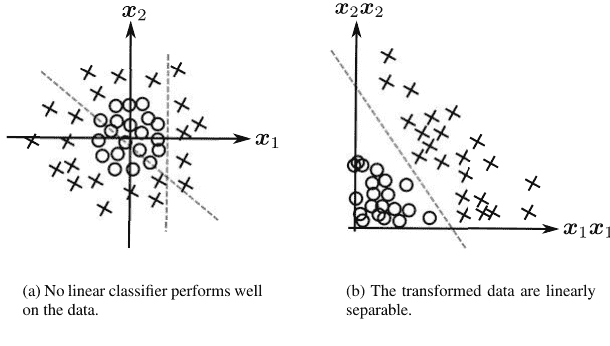 x₂
x₁
(a) No linear classifier performs well
on the data.
x₂x₂
x₁x₁
(b) The transformed data are linearly
separable.